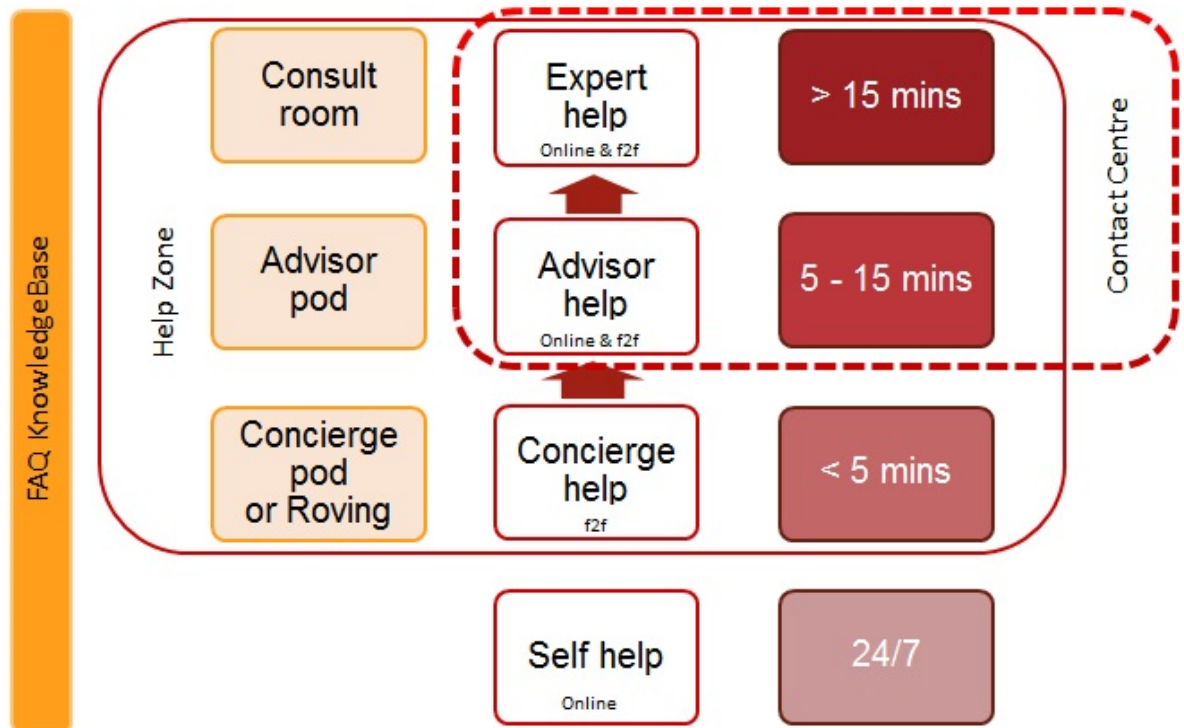 FAQ KnowledgeBase
Help Zone
Consult
room
Expert
help
Online & f2f
> 15 mins
Contact Centre
Advisor
pod
Advisor
help
Online & f2f
5 - 15 mins
Concierge
pod
or Roving
Concierge
help
f2f
< 5 mins
Self help
Online
24/7